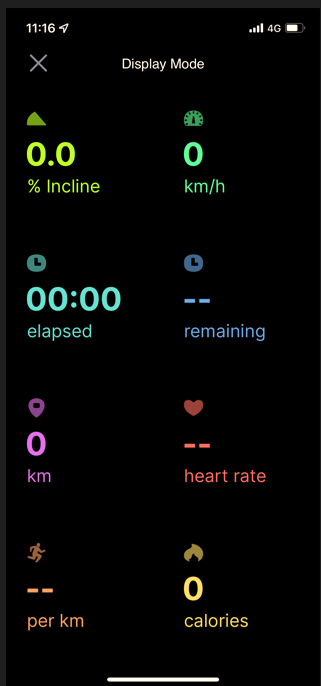 11:16 4G
Display Mode
0.0 0
% Incline km/h
00:00 --
elapsed remaining
0 --
km heart rate
-- 0
per km calories